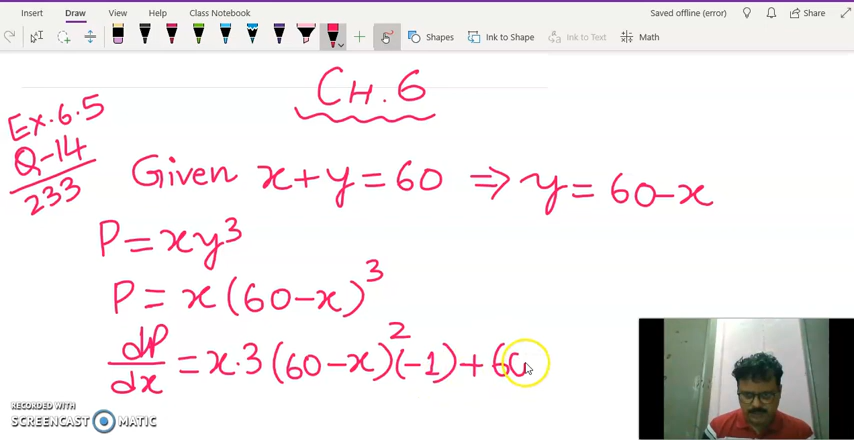 Insert Draw View Help Saved offline (error) Share
Shapes Ink to Shape Ink to Text Math
CH.6
Ex.6.5
Q-14
233
Given x+y=60 ⇒ y=60-x
P=xy³
P=x(60-x)³
dP/dx = x·3(60-x)²(-1)+(60
RECORDED WITH
SCREENCAST MATIC